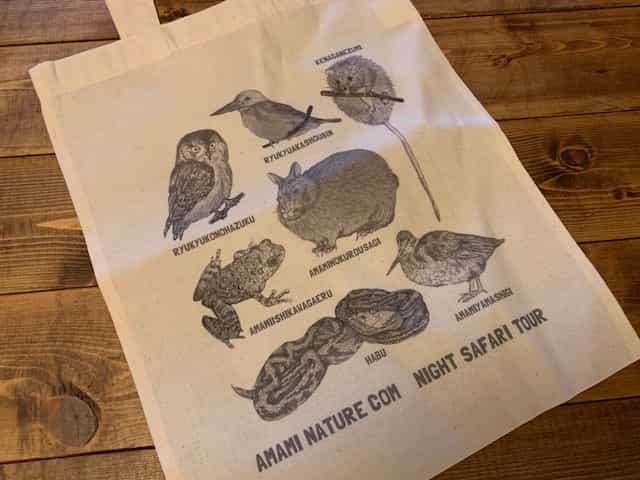 KENAGANEZUMI
RYUKYUAKASHOUBIN
RYUKYUKONOHAZUKU
AMAMINOKUROUSAGI
AMAMIISHIKAWAGAERU
AMAMIYAMASHIGI
HABU
AMAMI NATURE COM NIGHT SAFARI TOUR